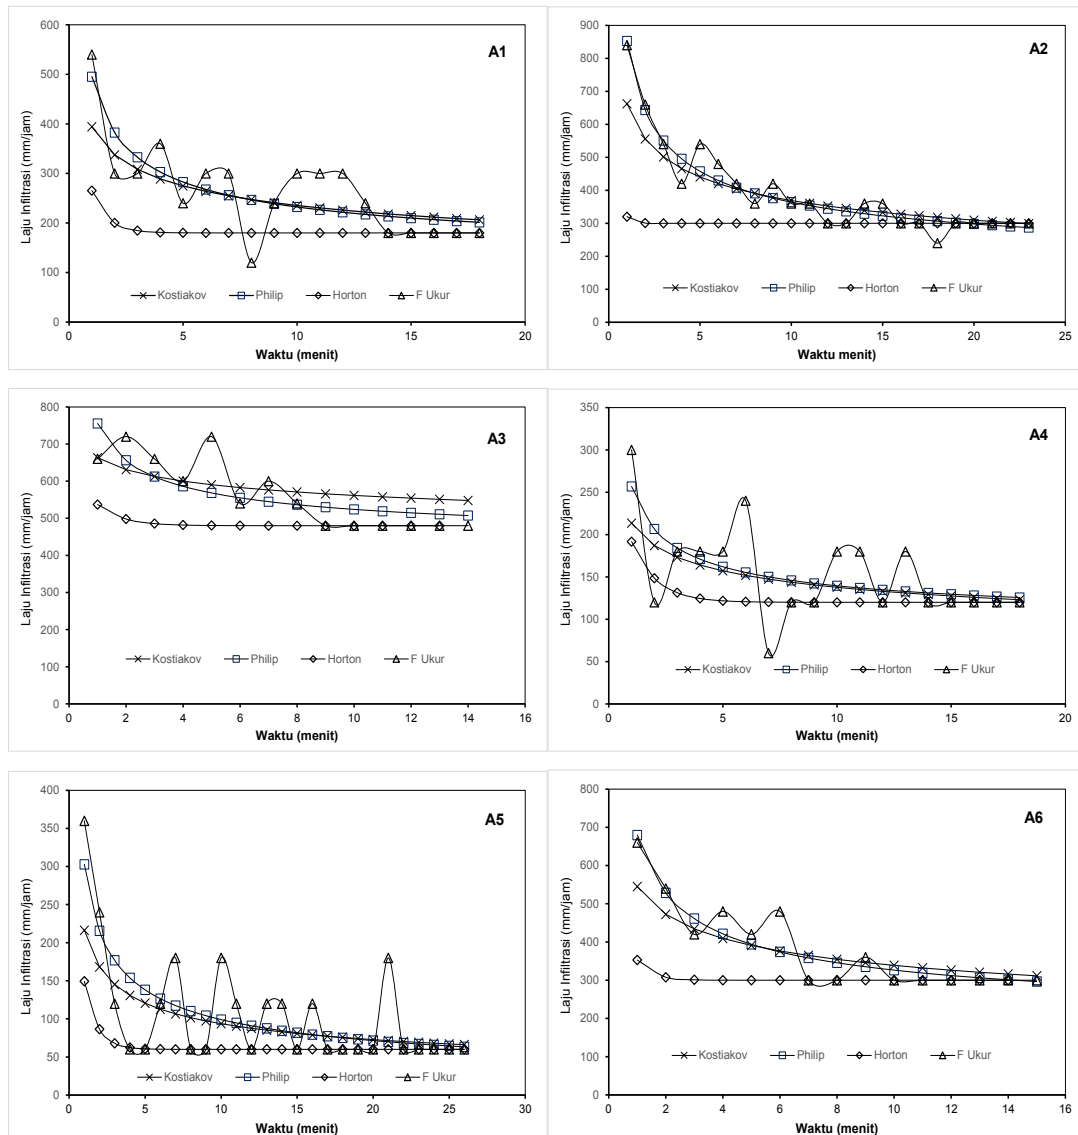 A1
600
500
400
300
200
100
0
Laju Infiltrasi (mm/jam)
Kostiakov Philip Horton F Ukur
0 5 10 15 20
Waktu (menit)
A2
900
800
700
600
500
400
300
200
100
0
Laju Infiltrasi (mm/jam)
Kostiakov Philip Horton F Ukur
0 5 10 15 20 25
Waktu menit)
A3
800
700
600
500
400
300
200
100
0
Laju Infiltrasi (mm/jam)
Kostiakov Philip Horton F Ukur
0 2 4 6 8 10 12 14 16
Waktu (menit)
A4
350
300
250
200
150
100
50
0
Laju Infiltrasi (mm/jam)
Kostiakov Philip Horton F Ukur
0 5 10 15 20
Waktu (menit)
A5
400
350
300
250
200
150
100
50
0
Laju Infiltrasi (mm/jam)
Kostiakov Philip Horton F Ukur
0 5 10 15 20 25 30
Waktu (menit)
A6
800
700
600
500
400
300
200
100
0
Laju Infiltrasi (mm/jam)
Kostiakov Philip Horton F Ukur
0 2 4 6 8 10 12 14 16
Waktu (menit)